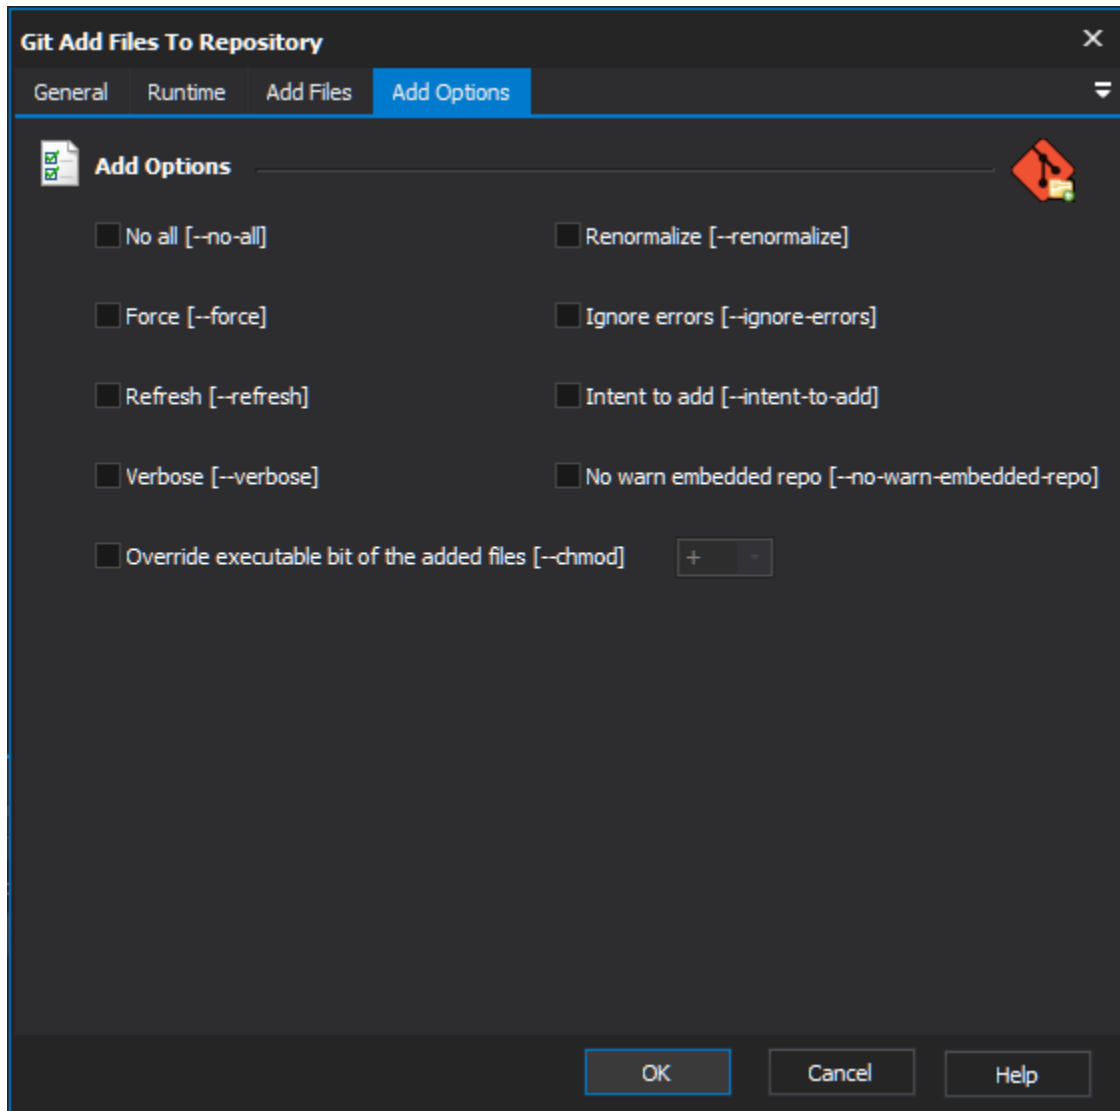 Git Add Files To Repository
General Runtime Add Files Add Options
Add Options
No all [--no-all] Renormalize [--renormalize]
Force [--force] Ignore errors [--ignore-errors]
Refresh [--refresh] Intent to add [--intent-to-add]
Verbose [--verbose] No warn embedded repo [--no-warn-embedded-repo]
Override executable bit of the added files [--chmod] +
OK Cancel Help